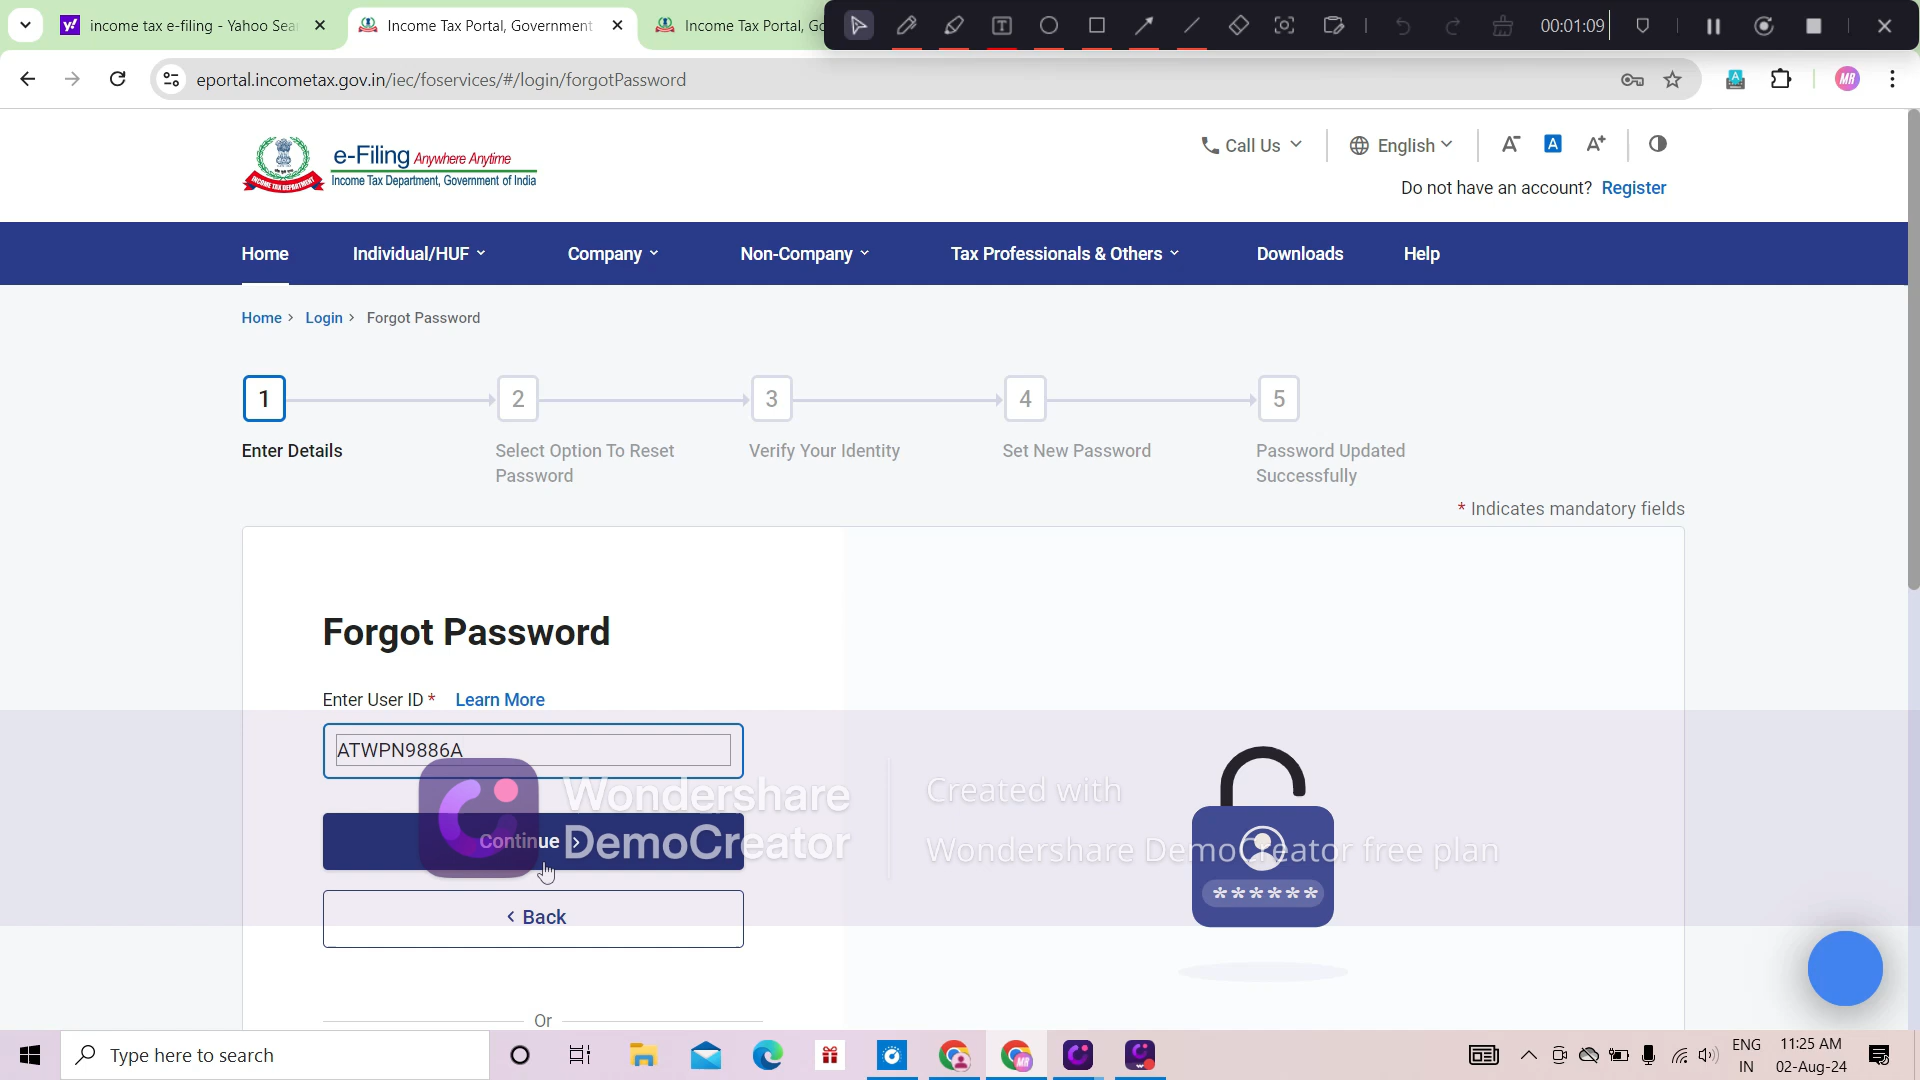 income tax e-filing - Yahoo Sea
Income Tax Portal, Government
Income Tax Portal, Go
00:01:09
eportal.incometax.gov.in/iec/foservices/#/login/forgotPassword
MR
e-Filing Anywhere Anytime
Income Tax Department, Government of India
INCOME TAX DEPARTMENT
Call Us
English
A-
A
A+
Do not have an account? Register
Home
Individual/HUF
Company
Non-Company
Tax Professionals & Others
Downloads
Help
Home > Login > Forgot Password
1
2
3
4
5
Enter Details
Select Option To Reset Password
Verify Your Identity
Set New Password
Password Updated Successfully
* Indicates mandatory fields
Forgot Password
Enter User ID * Learn More
ATWPN9886A
Continue >
< Back
Or
Wondershare
DemoCreator
Created with
Wondershare DemoCreator free plan
******
Type here to search
ENG
IN
11:25 AM
02-Aug-24